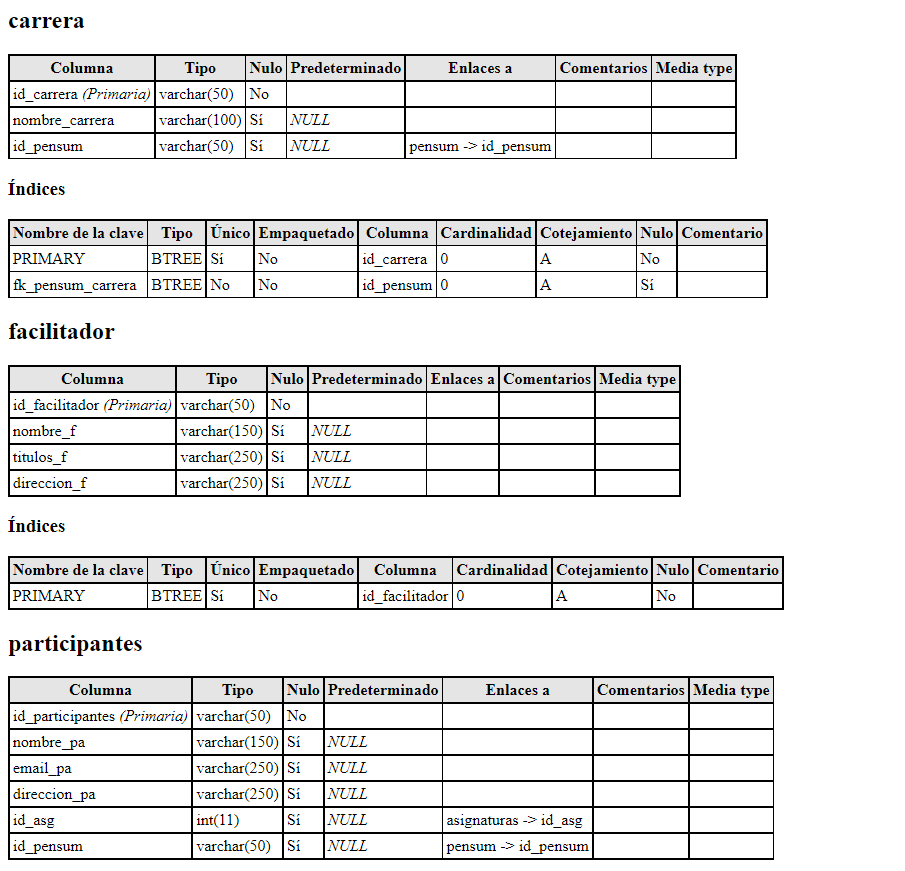 carrera
Columna Tipo Nulo Predeterminado Enlaces a Comentarios Media type
id_carrera (Primaria) varchar(50) No
nombre_carrera varchar(100) Sí NULL
id_pensum varchar(50) Sí NULL pensum -> id_pensum
Índices
Nombre de la clave Tipo Único Empaquetado Columna Cardinalidad Cotejamiento Nulo Comentario
PRIMARY BTREE Sí No id_carrera 0 A No
fk_pensum_carrera BTREE No No id_pensum 0 A Sí
facilitador
Columna Tipo Nulo Predeterminado Enlaces a Comentarios Media type
id_facilitador (Primaria) varchar(50) No
nombre_f varchar(150) Sí NULL
titulos_f varchar(250) Sí NULL
direccion_f varchar(250) Sí NULL
Índices
Nombre de la clave Tipo Único Empaquetado Columna Cardinalidad Cotejamiento Nulo Comentario
PRIMARY BTREE Sí No id_facilitador 0 A No
participantes
Columna Tipo Nulo Predeterminado Enlaces a Comentarios Media type
id_participantes (Primaria) varchar(50) No
nombre_pa varchar(150) Sí NULL
email_pa varchar(250) Sí NULL
direccion_pa varchar(250) Sí NULL
id_asg int(11) Sí NULL asignaturas -> id_asg
id_pensum varchar(50) Sí NULL pensum -> id_pensum